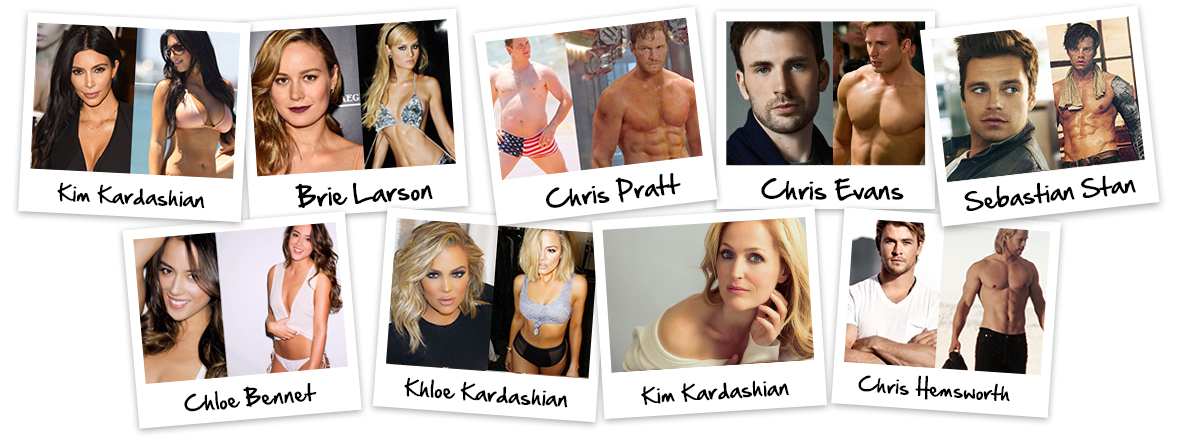 Kim Kardashian
Brie Larson
Chris Pratt
Chris Evans
Sebastian Stan
Chloe Bennet
Khloe Kardashian
Kim Kardashian
Chris Hemsworth